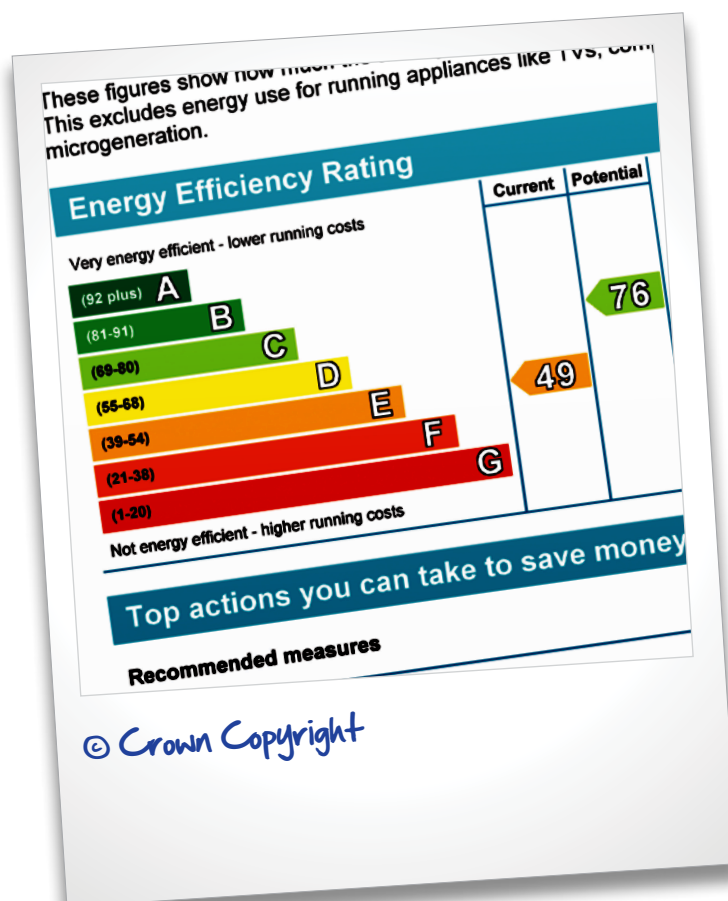 These figures show how much the
This excludes energy use for running appliances like TVs,
microgeneration.
Energy Efficiency Rating
Current Potential
Very energy efficient - lower running costs
(92 plus) A
(81-91) B
(69-80) C
(55-68) D
(39-54) E
(21-38) F
(1-20) G
76
49
Not energy efficient - higher running costs
Top actions you can take to save money
Recommended measures
© Crown Copyright